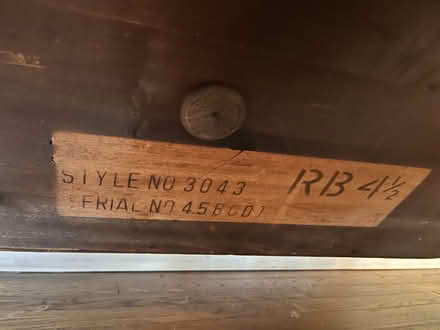 STYLE NO 3043
RB 4½
ERIAL NO